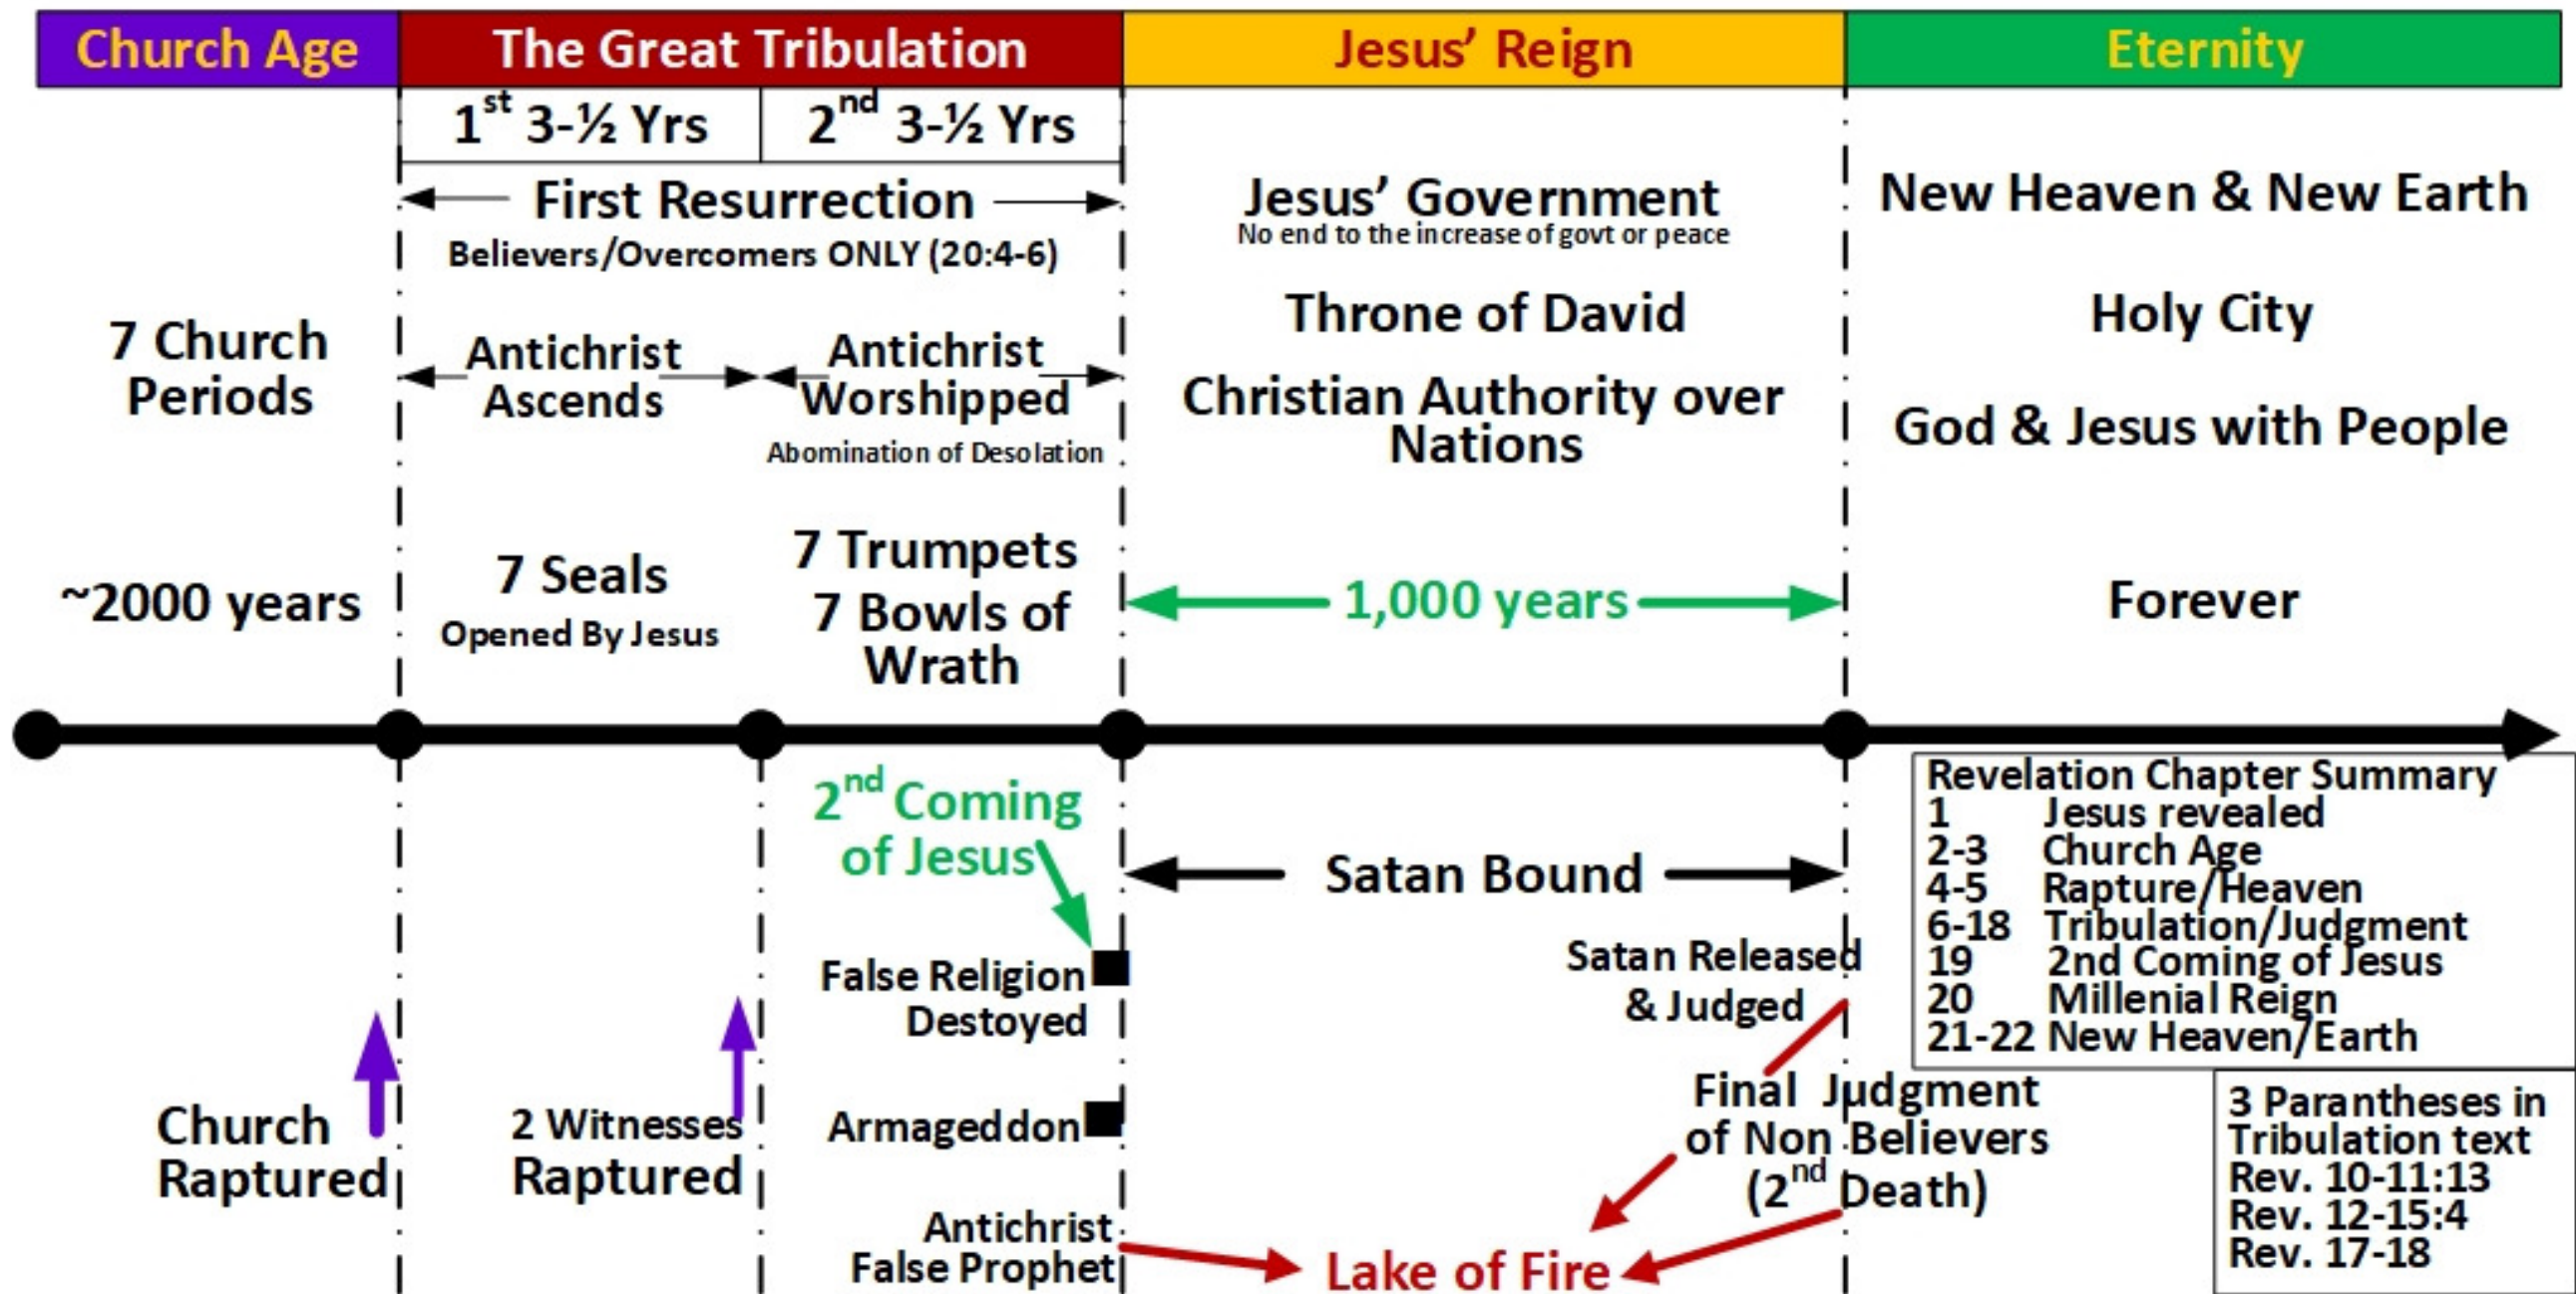 Church Age
The Great Tribulation
Jesus' Reign
Eternity
1st 3-½ Yrs
2nd 3-½ Yrs
First Resurrection
Believers/Overcomers ONLY (20:4-6)
7 Church
Periods
Antichrist
Ascends
Antichrist
Worshipped
Abomination of Desolation
~2000 years
7 Seals
Opened By Jesus
7 Trumpets
7 Bowls of
Wrath
Jesus' Government
No end to the increase of govt or peace
Throne of David
Christian Authority over
Nations
1,000 years
New Heaven & New Earth
Holy City
God & Jesus with People
Forever
Church
Raptured
2 Witnesses
Raptured
2nd Coming
of Jesus
False Religion
Destoyed
Armageddon
Antichrist
False Prophet
Satan Bound
Satan Released
& Judged
Final Judgment
of Non Believers
(2nd Death)
Lake of Fire
Revelation Chapter Summary
1 Jesus revealed
2-3 Church Age
4-5 Rapture/Heaven
6-18 Tribulation/Judgment
19 2nd Coming of Jesus
20 Millenial Reign
21-22 New Heaven/Earth
3 Parantheses in
Tribulation text
Rev. 10-11:13
Rev. 12-15:4
Rev. 17-18